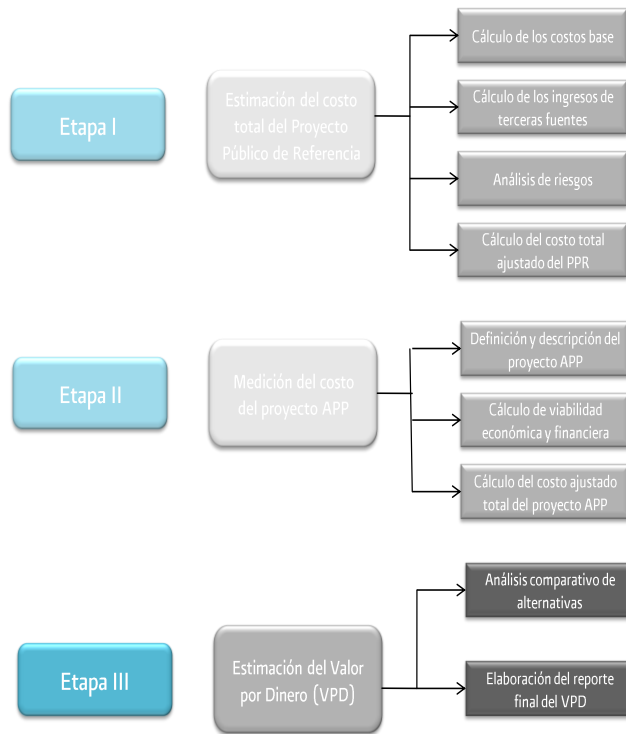 Etapa I
Estimación del costo
total del Proyecto
Público de Referencia
Cálculo de los costos base
Cálculo de los ingresos de
terceras fuentes
Análisis de riesgos
Cálculo del costo total
ajustado del PPR
Etapa II
Medición del costo
del proyecto APP
Definición y descripción del
proyecto APP
Cálculo de viabilidad
económica y financiera
Cálculo del costo ajustado
total del proyecto APP
Etapa III
Estimación del Valor
por Dinero (VPD)
Análisis comparativo de
alternativas
Elaboración del reporte
final del VPD